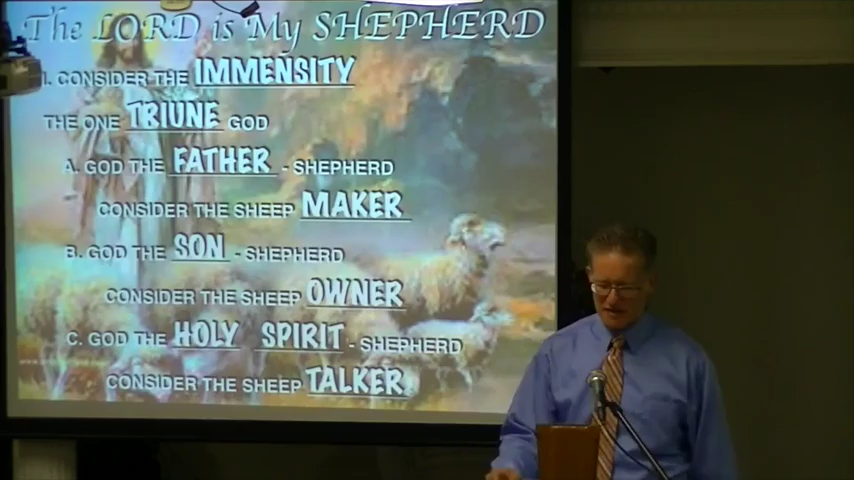 The LORD is My SHEPHERD
I. CONSIDER THE IMMENSITY
THE ONE TRIUNE GOD
A. GOD THE FATHER - SHEPHERD
CONSIDER THE SHEEP MAKER
B. GOD THE SON - SHEPHERD
CONSIDER THE SHEEP OWNER
C. GOD THE HOLY SPIRIT - SHEPHERD
CONSIDER THE SHEEP TALKER